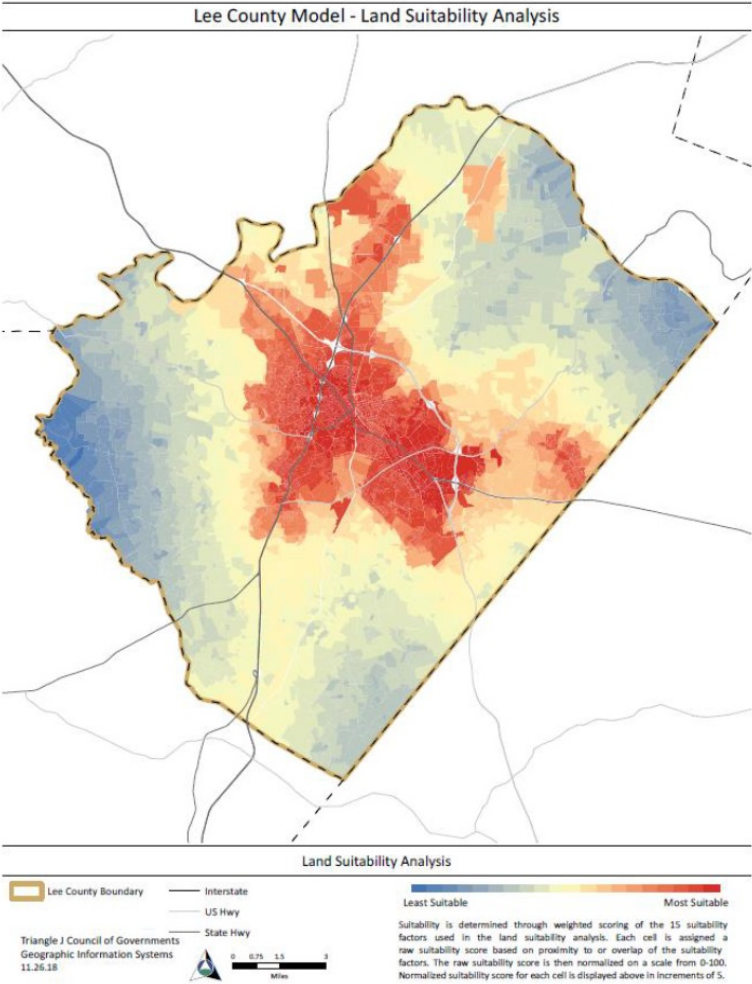 Lee County Model - Land Suitability Analysis
Land Suitability Analysis
Lee County Boundary
Interstate
US Hwy
State Hwy
Triangle J Council of Governments
Geographic Information Systems
11.26.18
0 0.75 1.5 3
Miles
Least Suitable
Most Suitable
Suitability is determined through weighted scoring of the 15 suitability
factors used in the land suitability analysis. Each cell is assigned a
raw suitability score based on proximity to or overlap of the suitability
factors. The raw suitability score is then normalized on a scale from 0-100.
Normalized suitability score for each cell is displayed above in increments of 5.